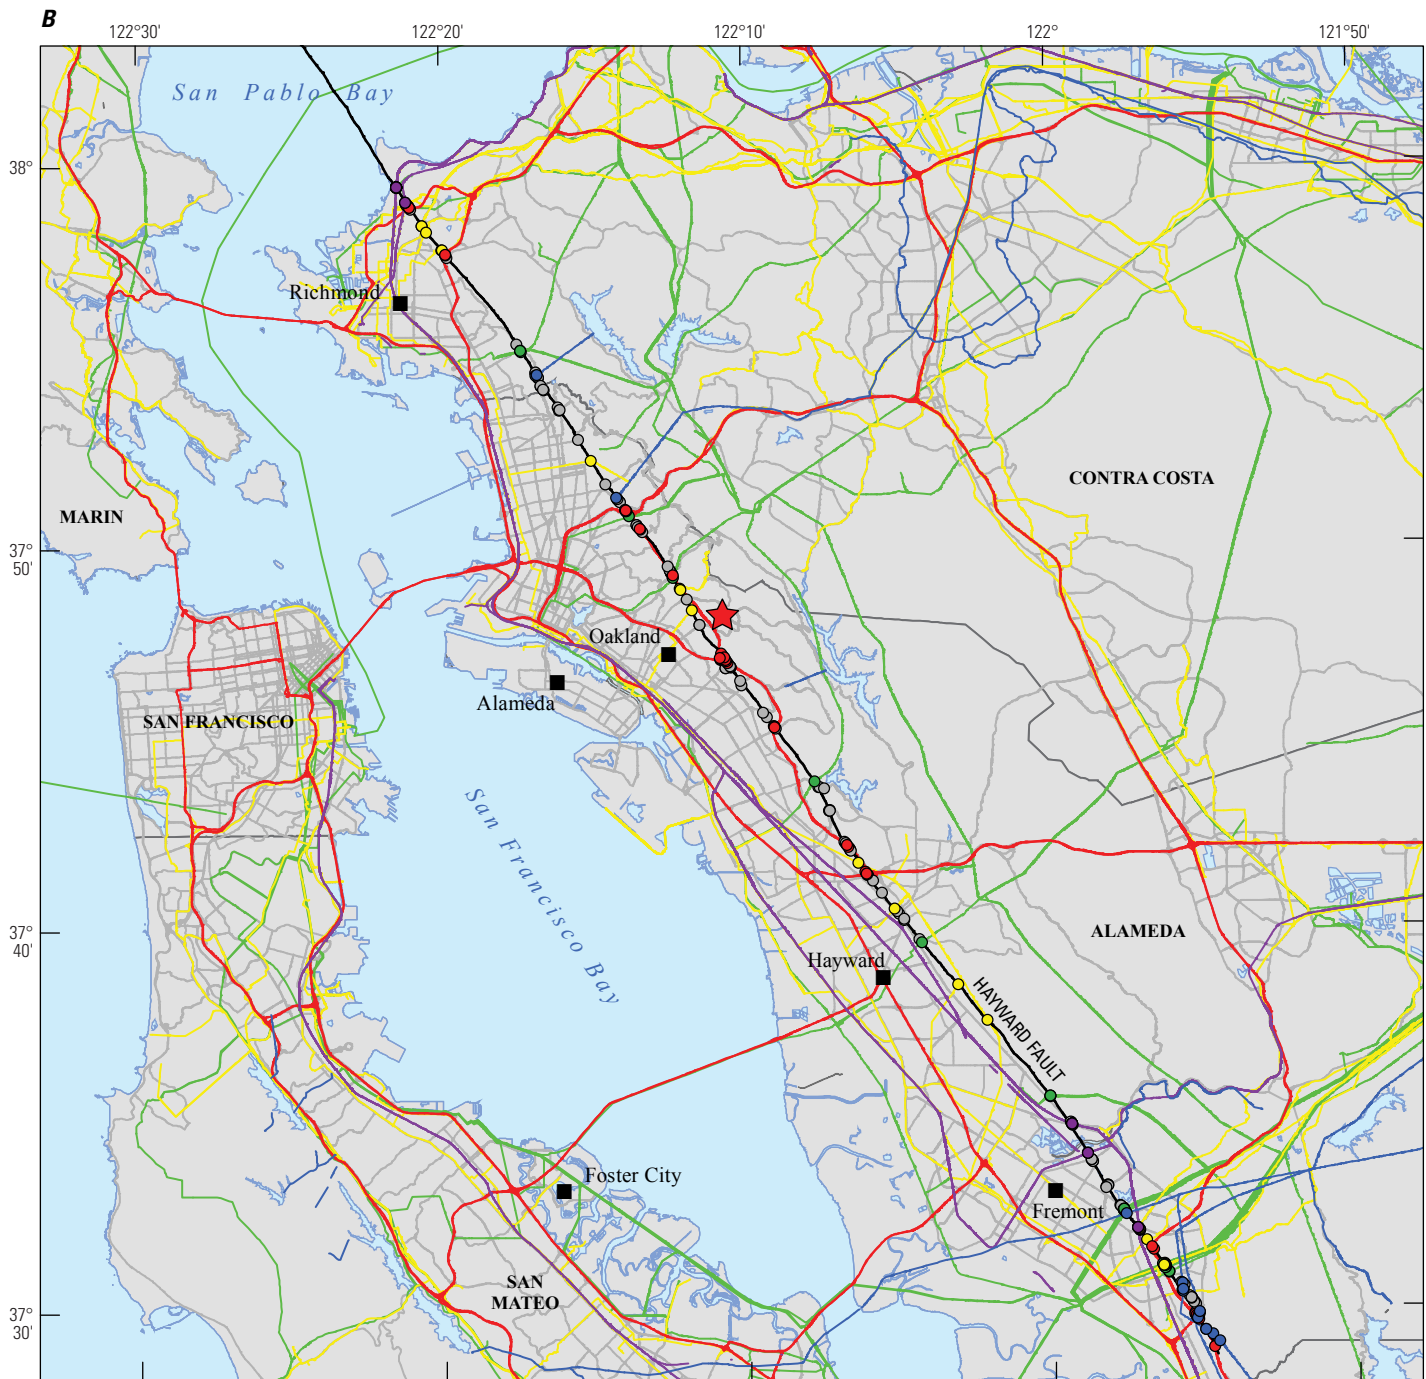 B
122°30'
122°20'
122°10'
122°
121°50'
San Pablo Bay
38°
Richmond
CONTRA COSTA
MARIN
37°
50'
Oakland
Alameda
SAN FRANCISCO
San Francisco Bay
37°
40'
ALAMEDA
Hayward
HAYWARD FAULT
Foster City
Fremont
SAN
MATEO
37°
30'